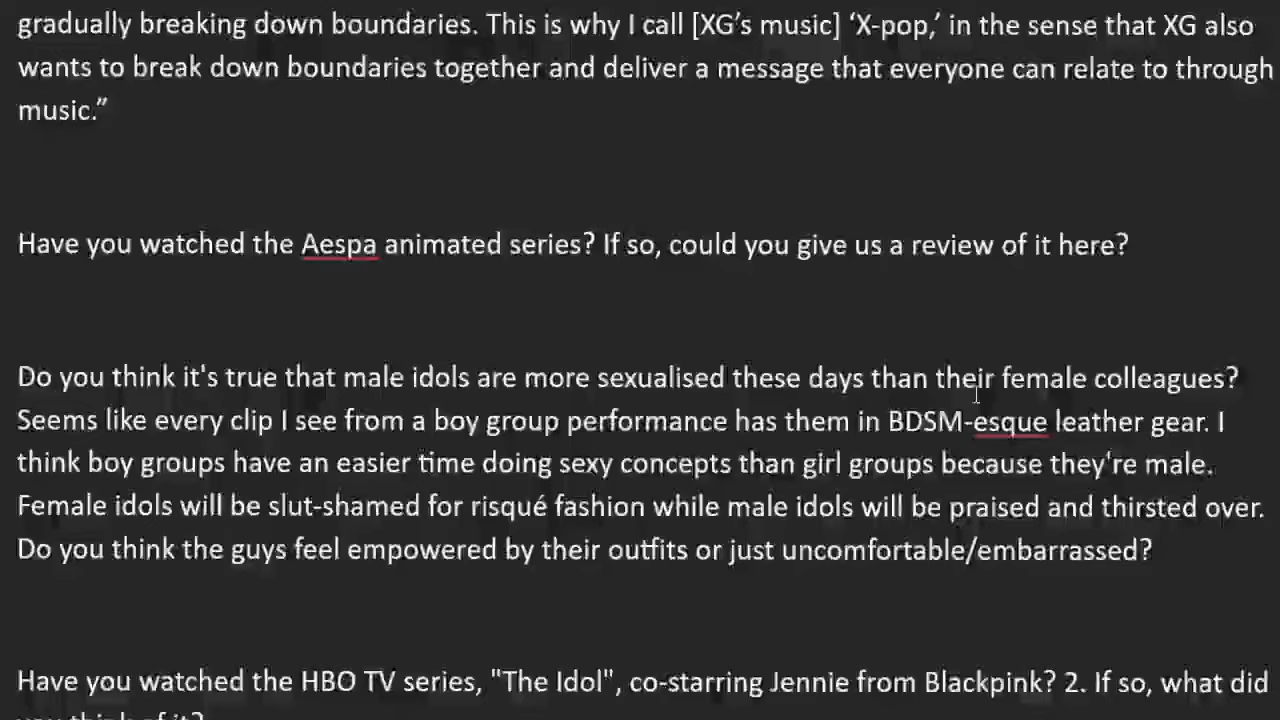 gradually breaking down boundaries. This is why I call [XG’s music] ‘X-pop,’ in the sense that XG also
wants to break down boundaries together and deliver a message that everyone can relate to through
music.”
Have you watched the Aespa animated series? If so, could you give us a review of it here?
Do you think it's true that male idols are more sexualised these days than their female colleagues?
Seems like every clip I see from a boy group performance has them in BDSM-esque leather gear. I
think boy groups have an easier time doing sexy concepts than girl groups because they're male.
Female idols will be slut-shamed for risqué fashion while male idols will be praised and thirsted over.
Do you think the guys feel empowered by their outfits or just uncomfortable/embarrassed?
Have you watched the HBO TV series, "The Idol", co-starring Jennie from Blackpink? 2. If so, what did
you think of it?